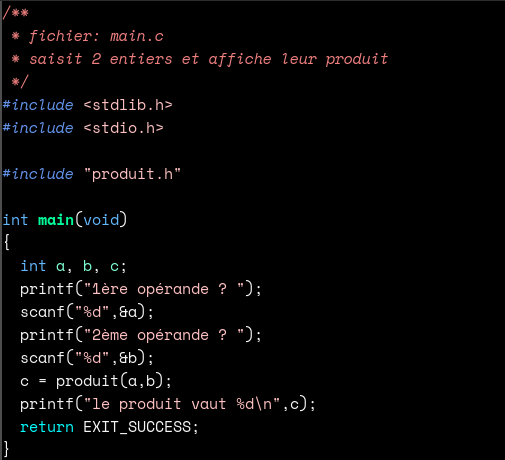 /**
 * fichier: main.c
 * saisit 2 entiers et affiche leur produit
 */
#include <stdlib.h>
#include <stdio.h>

#include "produit.h"

int main(void)
{
  int a, b, c;
  printf("1ère opérande ? ");
  scanf("%d",&a);
  printf("2ème opérande ? ");
  scanf("%d",&b);
  c = produit(a,b);
  printf("le produit vaut %d\n",c);
  return EXIT_SUCCESS;
}